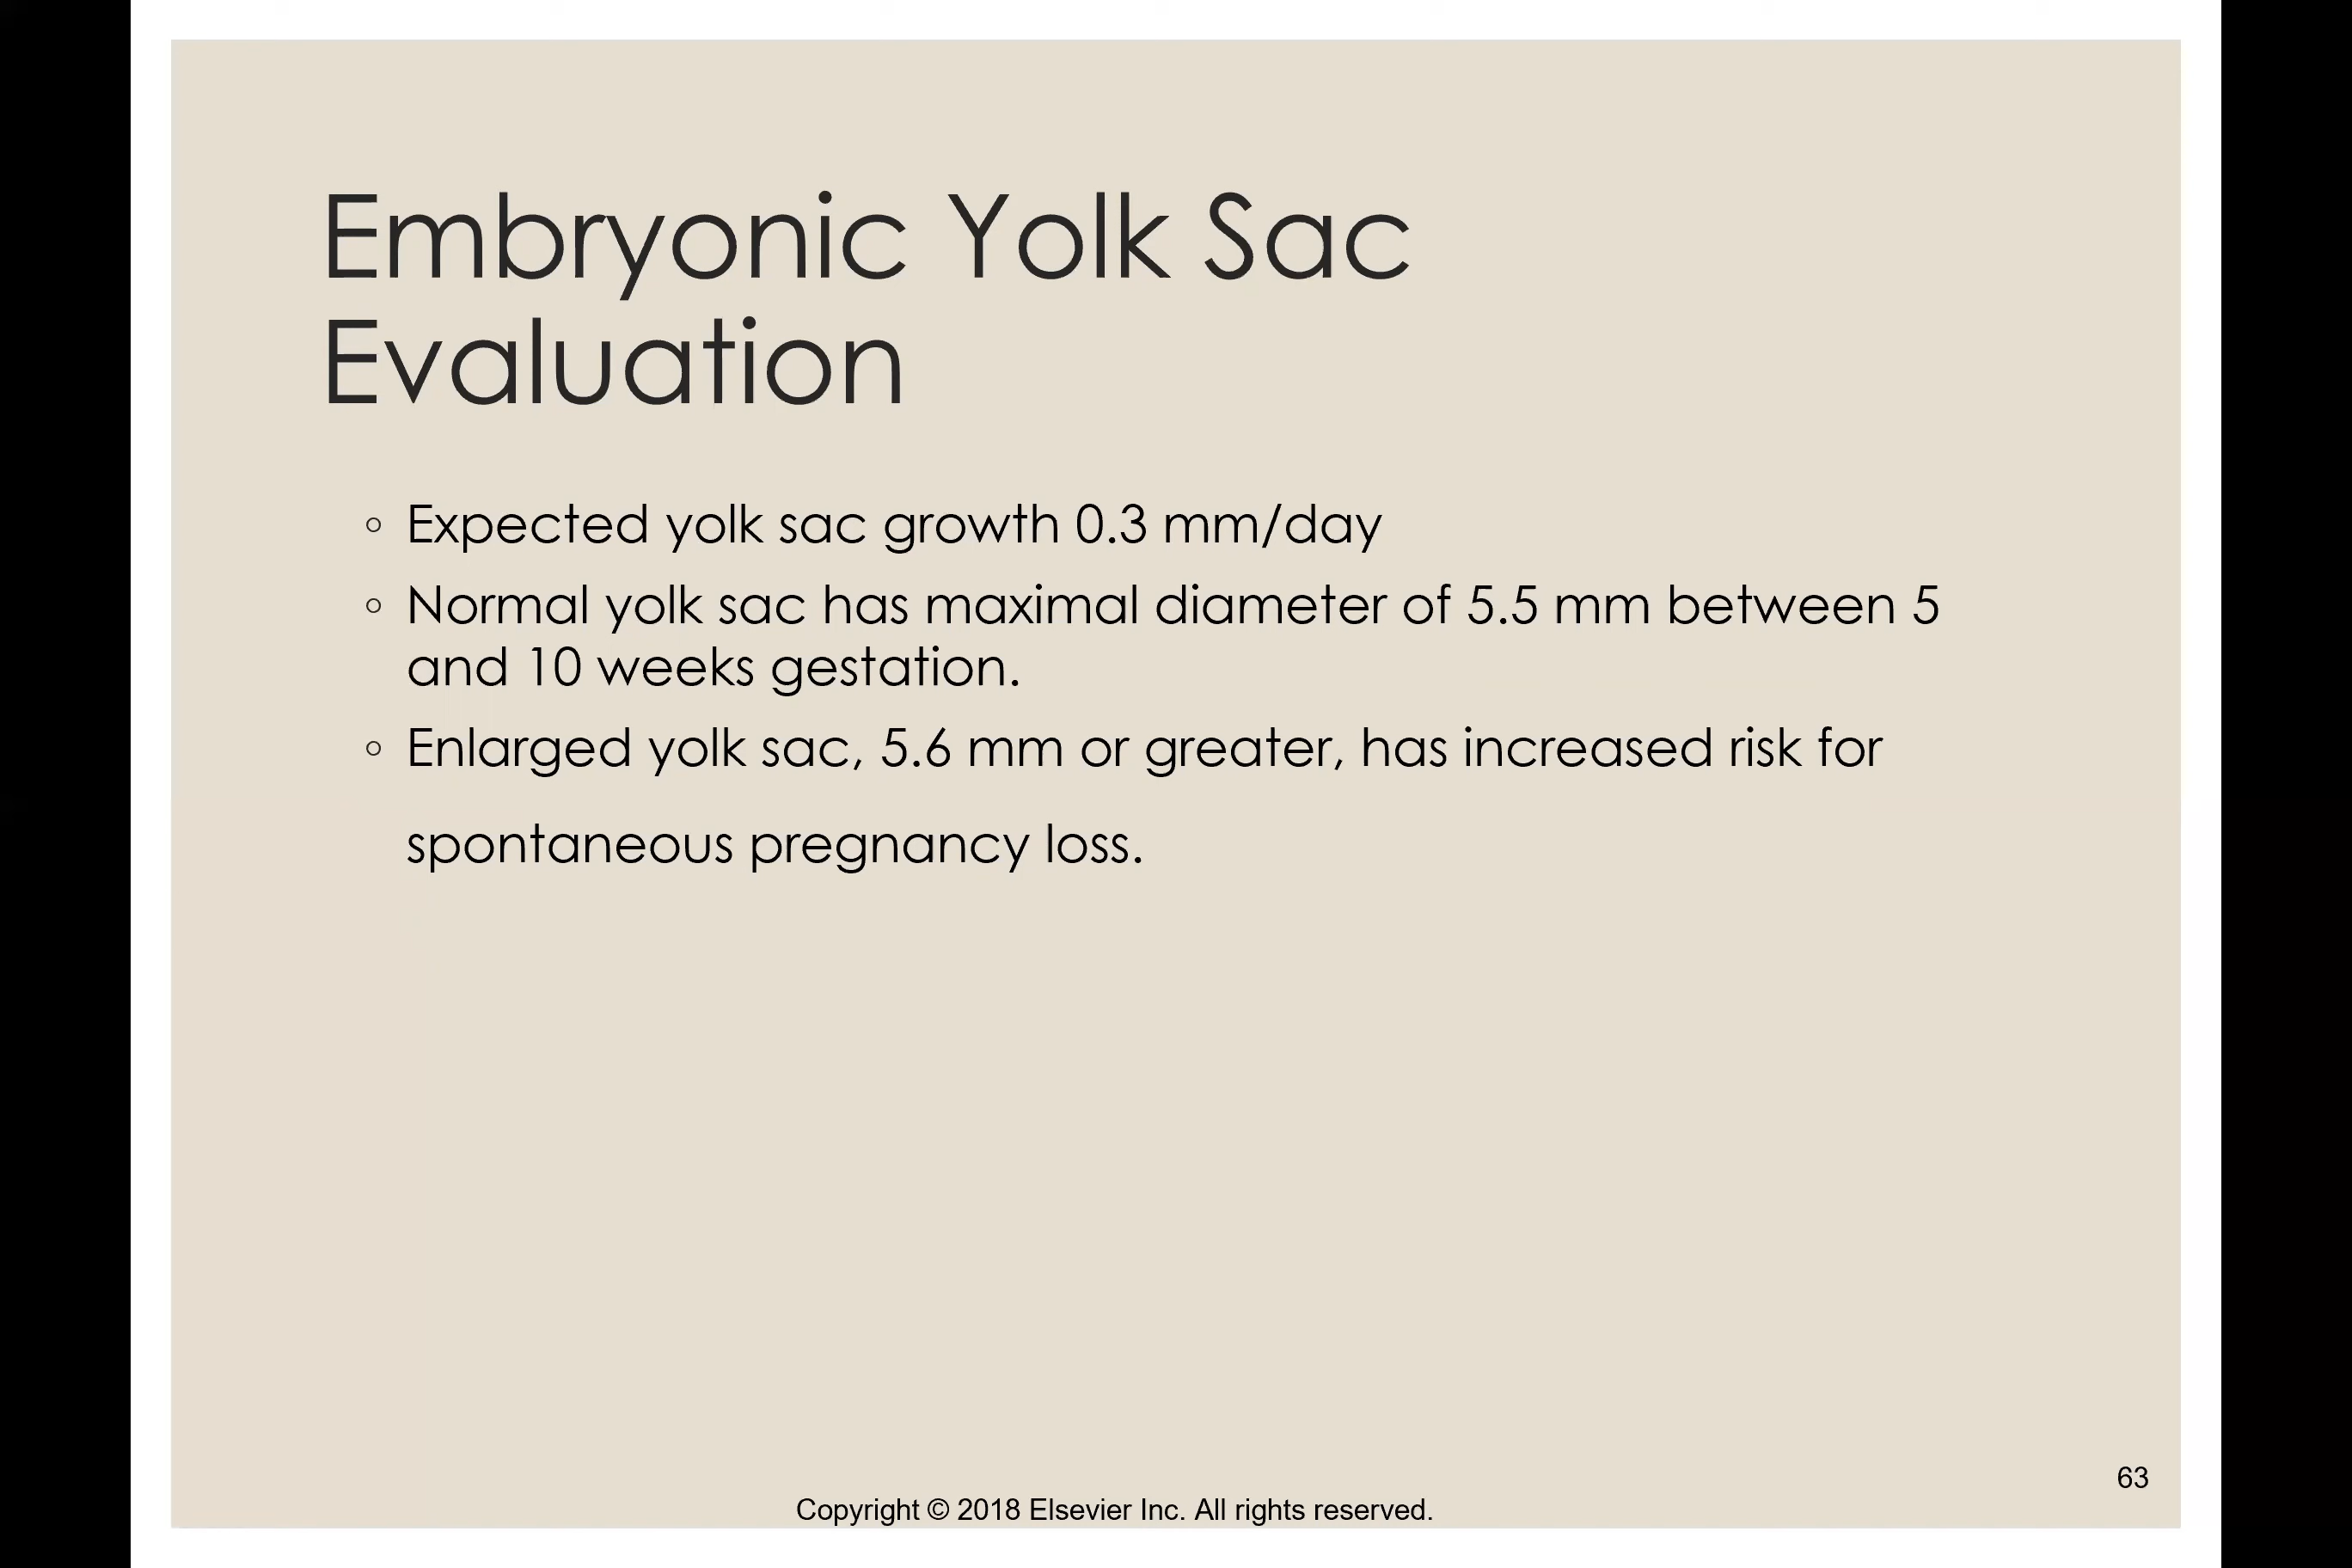 Embryonic Yolk Sac
Evaluation
◦ Expected yolk sac growth 0.3 mm/day
◦ Normal yolk sac has maximal diameter of 5.5 mm between 5
and 10 weeks gestation.
◦ Enlarged yolk sac, 5.6 mm or greater, has increased risk for
spontaneous pregnancy loss.
63
Copyright © 2018 Elsevier Inc. All rights reserved.